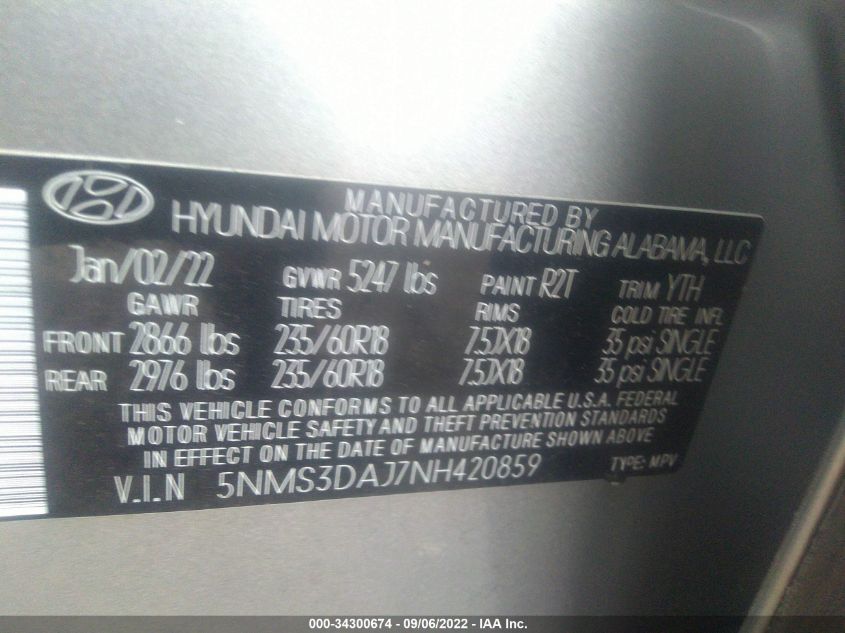 MANUFACTURED BY
HYUNDAI MOTOR MANUFACTURING ALABAMA, LLC
Jan/02/22 GVWR 5247 lbs PAINT R2T TRIM YTH
GAWR TIRES RIMS COLD TIRE INFL
FRONT 2866 lbs 235/60R18 7.5JX18 35 psi SINGLE
REAR 2976 lbs 235/60R18 7.5JX18 35 psi SINGLE
THIS VEHICLE CONFORMS TO ALL APPLICABLE U.S.A. FEDERAL
MOTOR VEHICLE SAFETY AND THEFT PREVENTION STANDARDS
IN EFFECT ON THE DATE OF MANUFACTURE SHOWN ABOVE
V.I.N 5NMS3DAJ7NH420859 TYPE: MPV
000-34300674 - 09/06/2022 - IAA Inc.